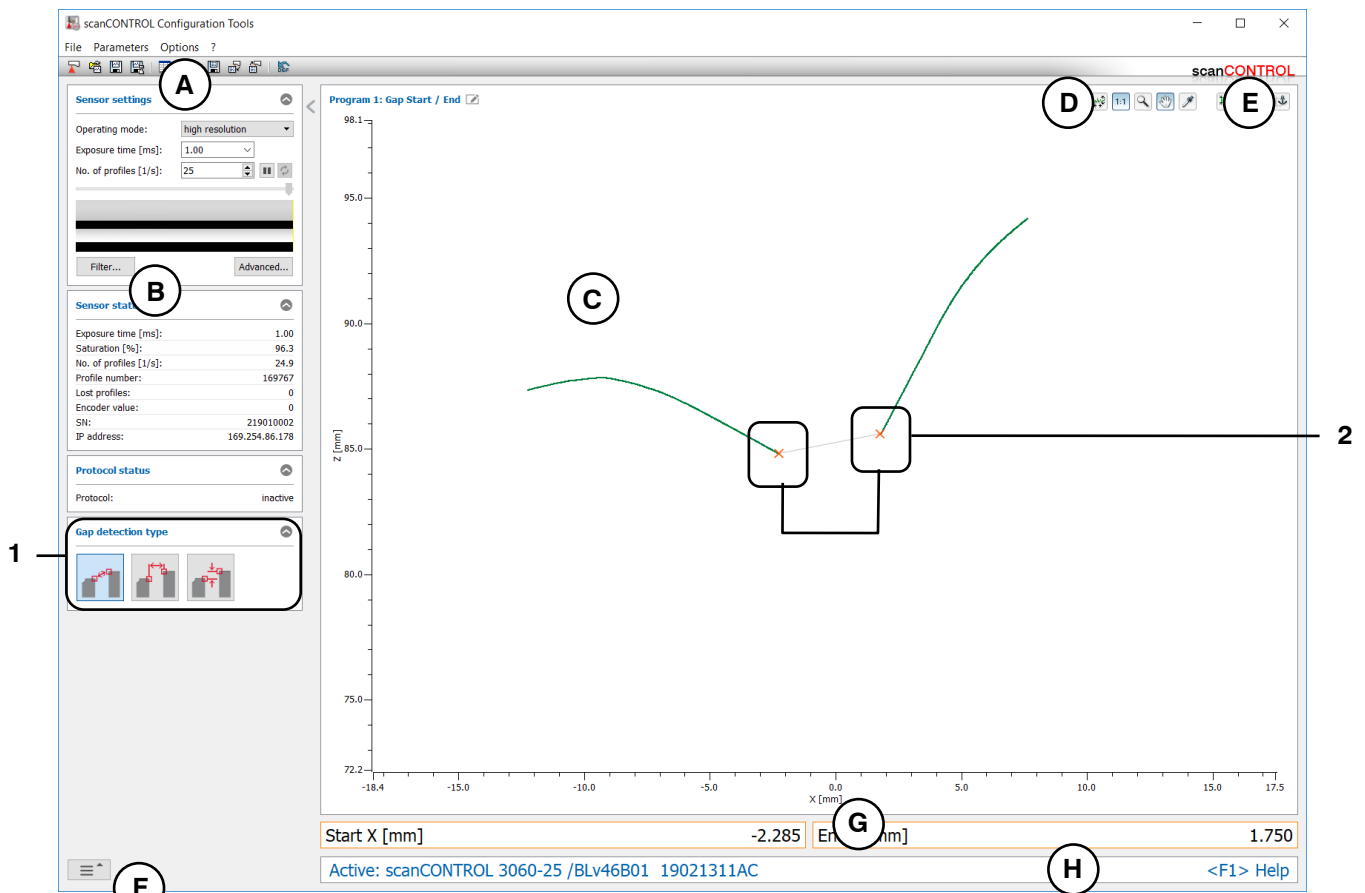 scanCONTROL Configuration Tools
File Parameters Options ?
A
scanCONTROL
Sensor settings
Operating mode: high resolution
Exposure time [ms]: 1.00
No. of profiles [1/s]: 25
Filter... Advanced...
B
Sensor
Exposure time [ms]: 1.00
Saturation [%]: 96.3
No. of profiles [1/s]: 24.9
Profile number: 169767
Lost profiles: 0
Encoder value: 0
SN: 219010002
IP address: 169.254.86.178
Protocol status
Protocol: inactive
1
Gap detection type
Program 1: Gap Start / End
D
1:1
E
98.1
95.0
90.0
85.0
80.0
75.0
72.2
Z [mm]
C
2
-18.4 -15.0 -10.0 -5.0 0.0 5.0 10.0 15.0 17.5
X [mm]
G
Start X [mm] -2.285
1.750
F
Active: scanCONTROL 3060-25 /BLv46B01 19021311AC
H
<F1> Help